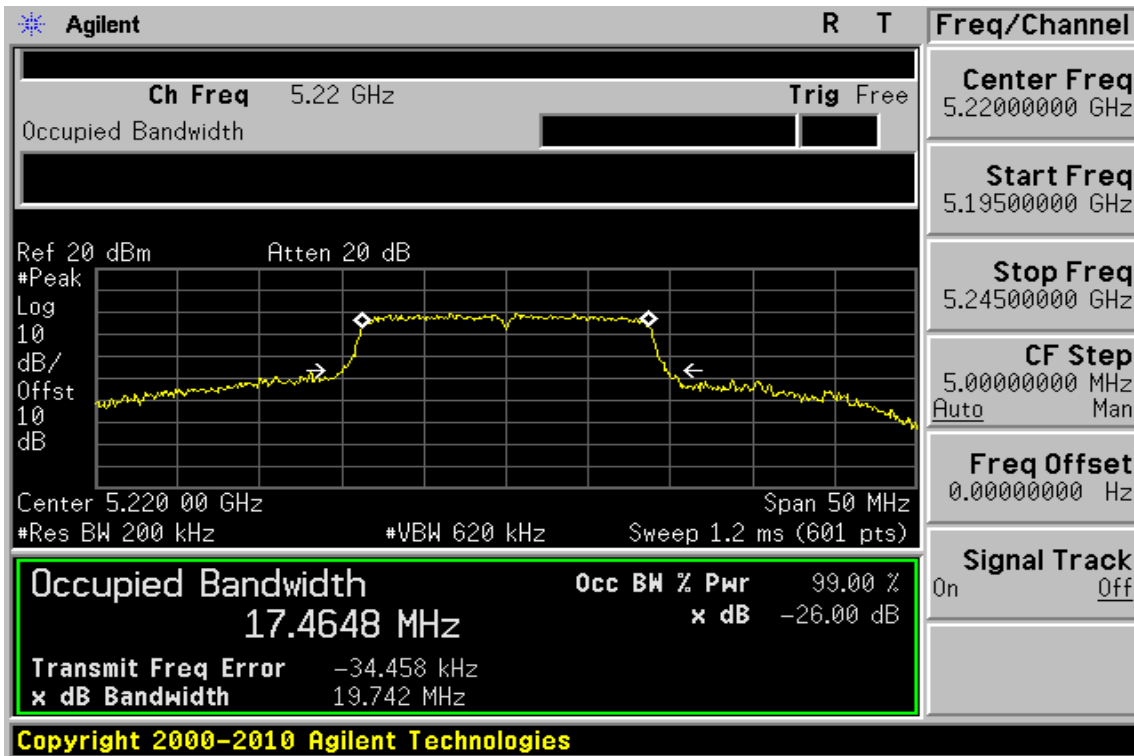 Agilent R T Freq/Channel
Ch Freq 5.22 GHz Trig Free
Occupied Bandwidth
Center Freq
5.22000000 GHz
Start Freq
5.19500000 GHz
Stop Freq
5.24500000 GHz
CF Step
5.00000000 MHz
Auto Man
Freq Offset
0.00000000 Hz
Signal Track
On Off
Ref 20 dBm Atten 20 dB
#Peak
Log
10
dB/
Offst
10
dB
Center 5.220 00 GHz Span 50 MHz
#Res BW 200 kHz #VBW 620 kHz Sweep 1.2 ms (601 pts)
Occupied Bandwidth Occ BW % Pwr 99.00 %
17.4648 MHz x dB -26.00 dB
Transmit Freq Error -34.458 kHz
x dB Bandwidth 19.742 MHz
Copyright 2000-2010 Agilent Technologies